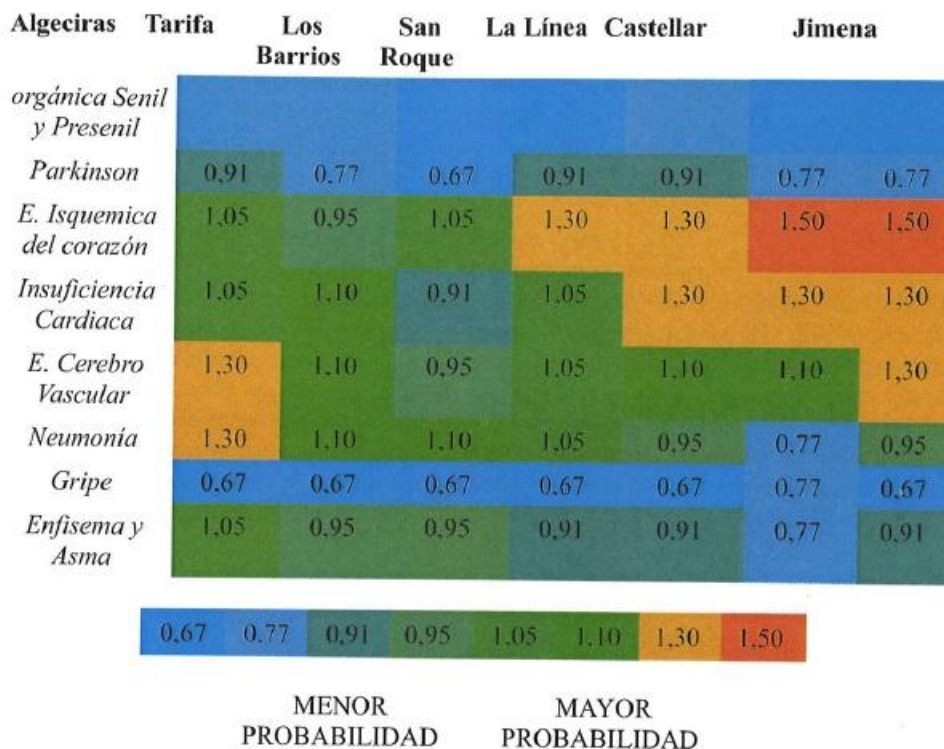 Algeciras Tarifa Los Barrios San Roque La Línea Castellar Jimena
orgánica Senil
y Presenil
Parkinson 0,91 0,77 0,67 0,91 0,91 0,77 0,77
E. Isquemica
del corazón 1,05 0,95 1,05 1,30 1,30 1,50 1,50
Insuficiencia
Cardiaca 1,05 1,10 0,91 1,05 1,30 1,30 1,30
E. Cerebro
Vascular 1,30 1,10 0,95 1,05 1,10 1,10 1,30
Neumonía 1,30 1,10 1,10 1,05 0,95 0,77 0,95
Gripe 0,67 0,67 0,67 0,67 0,67 0,77 0,67
Enfisema y
Asma 1,05 0,95 0,95 0,91 0,91 0,77 0,91
0,67 0,77 0,91 0,95 1,05 1,10 1,30 1,50
MENOR
PROBABILIDAD
MAYOR
PROBABILIDAD